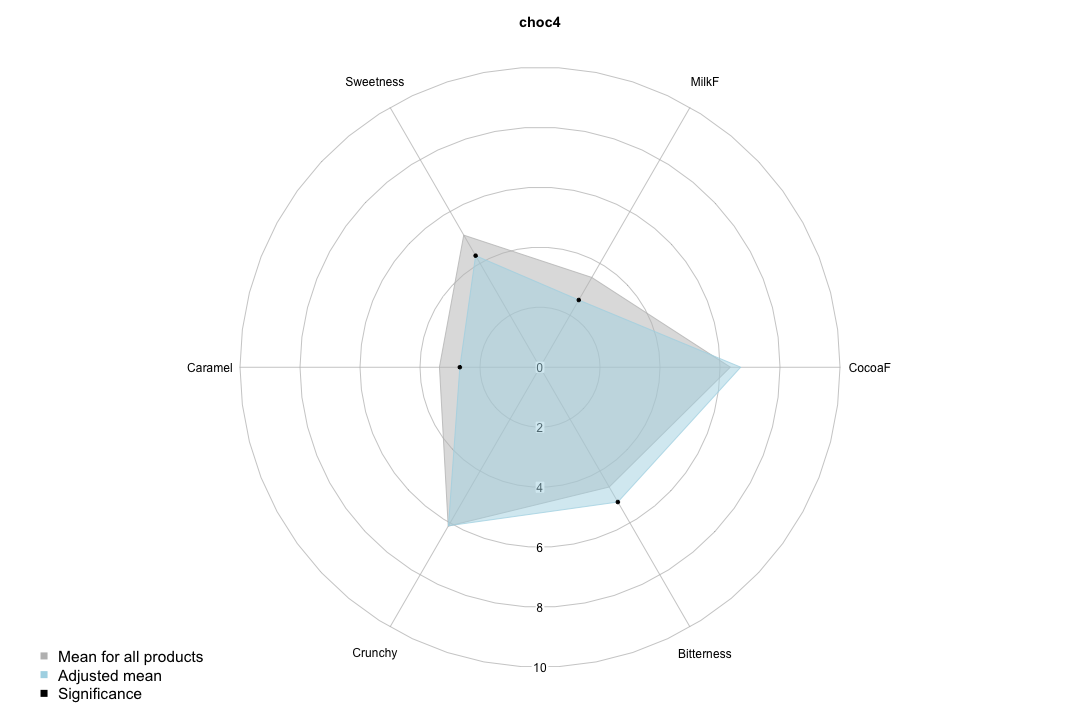 choc4
Sweetness
MilkF
Caramel
0
CocoaF
2
4
6
8
10
Crunchy
Bitterness
Mean for all products
Adjusted mean
Significance